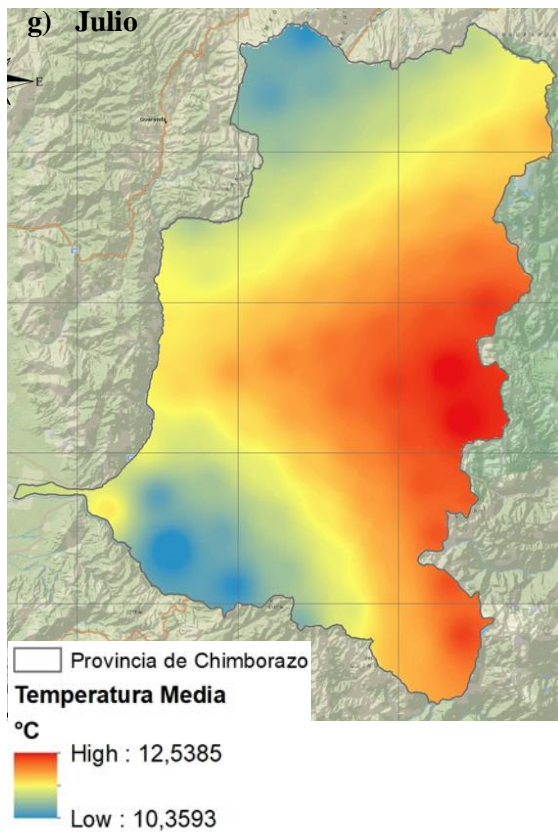 g) Julio
E
Guaranda
Provincia de Chimborazo
Temperatura Media
°C
High : 12,5385
Low : 10,3593